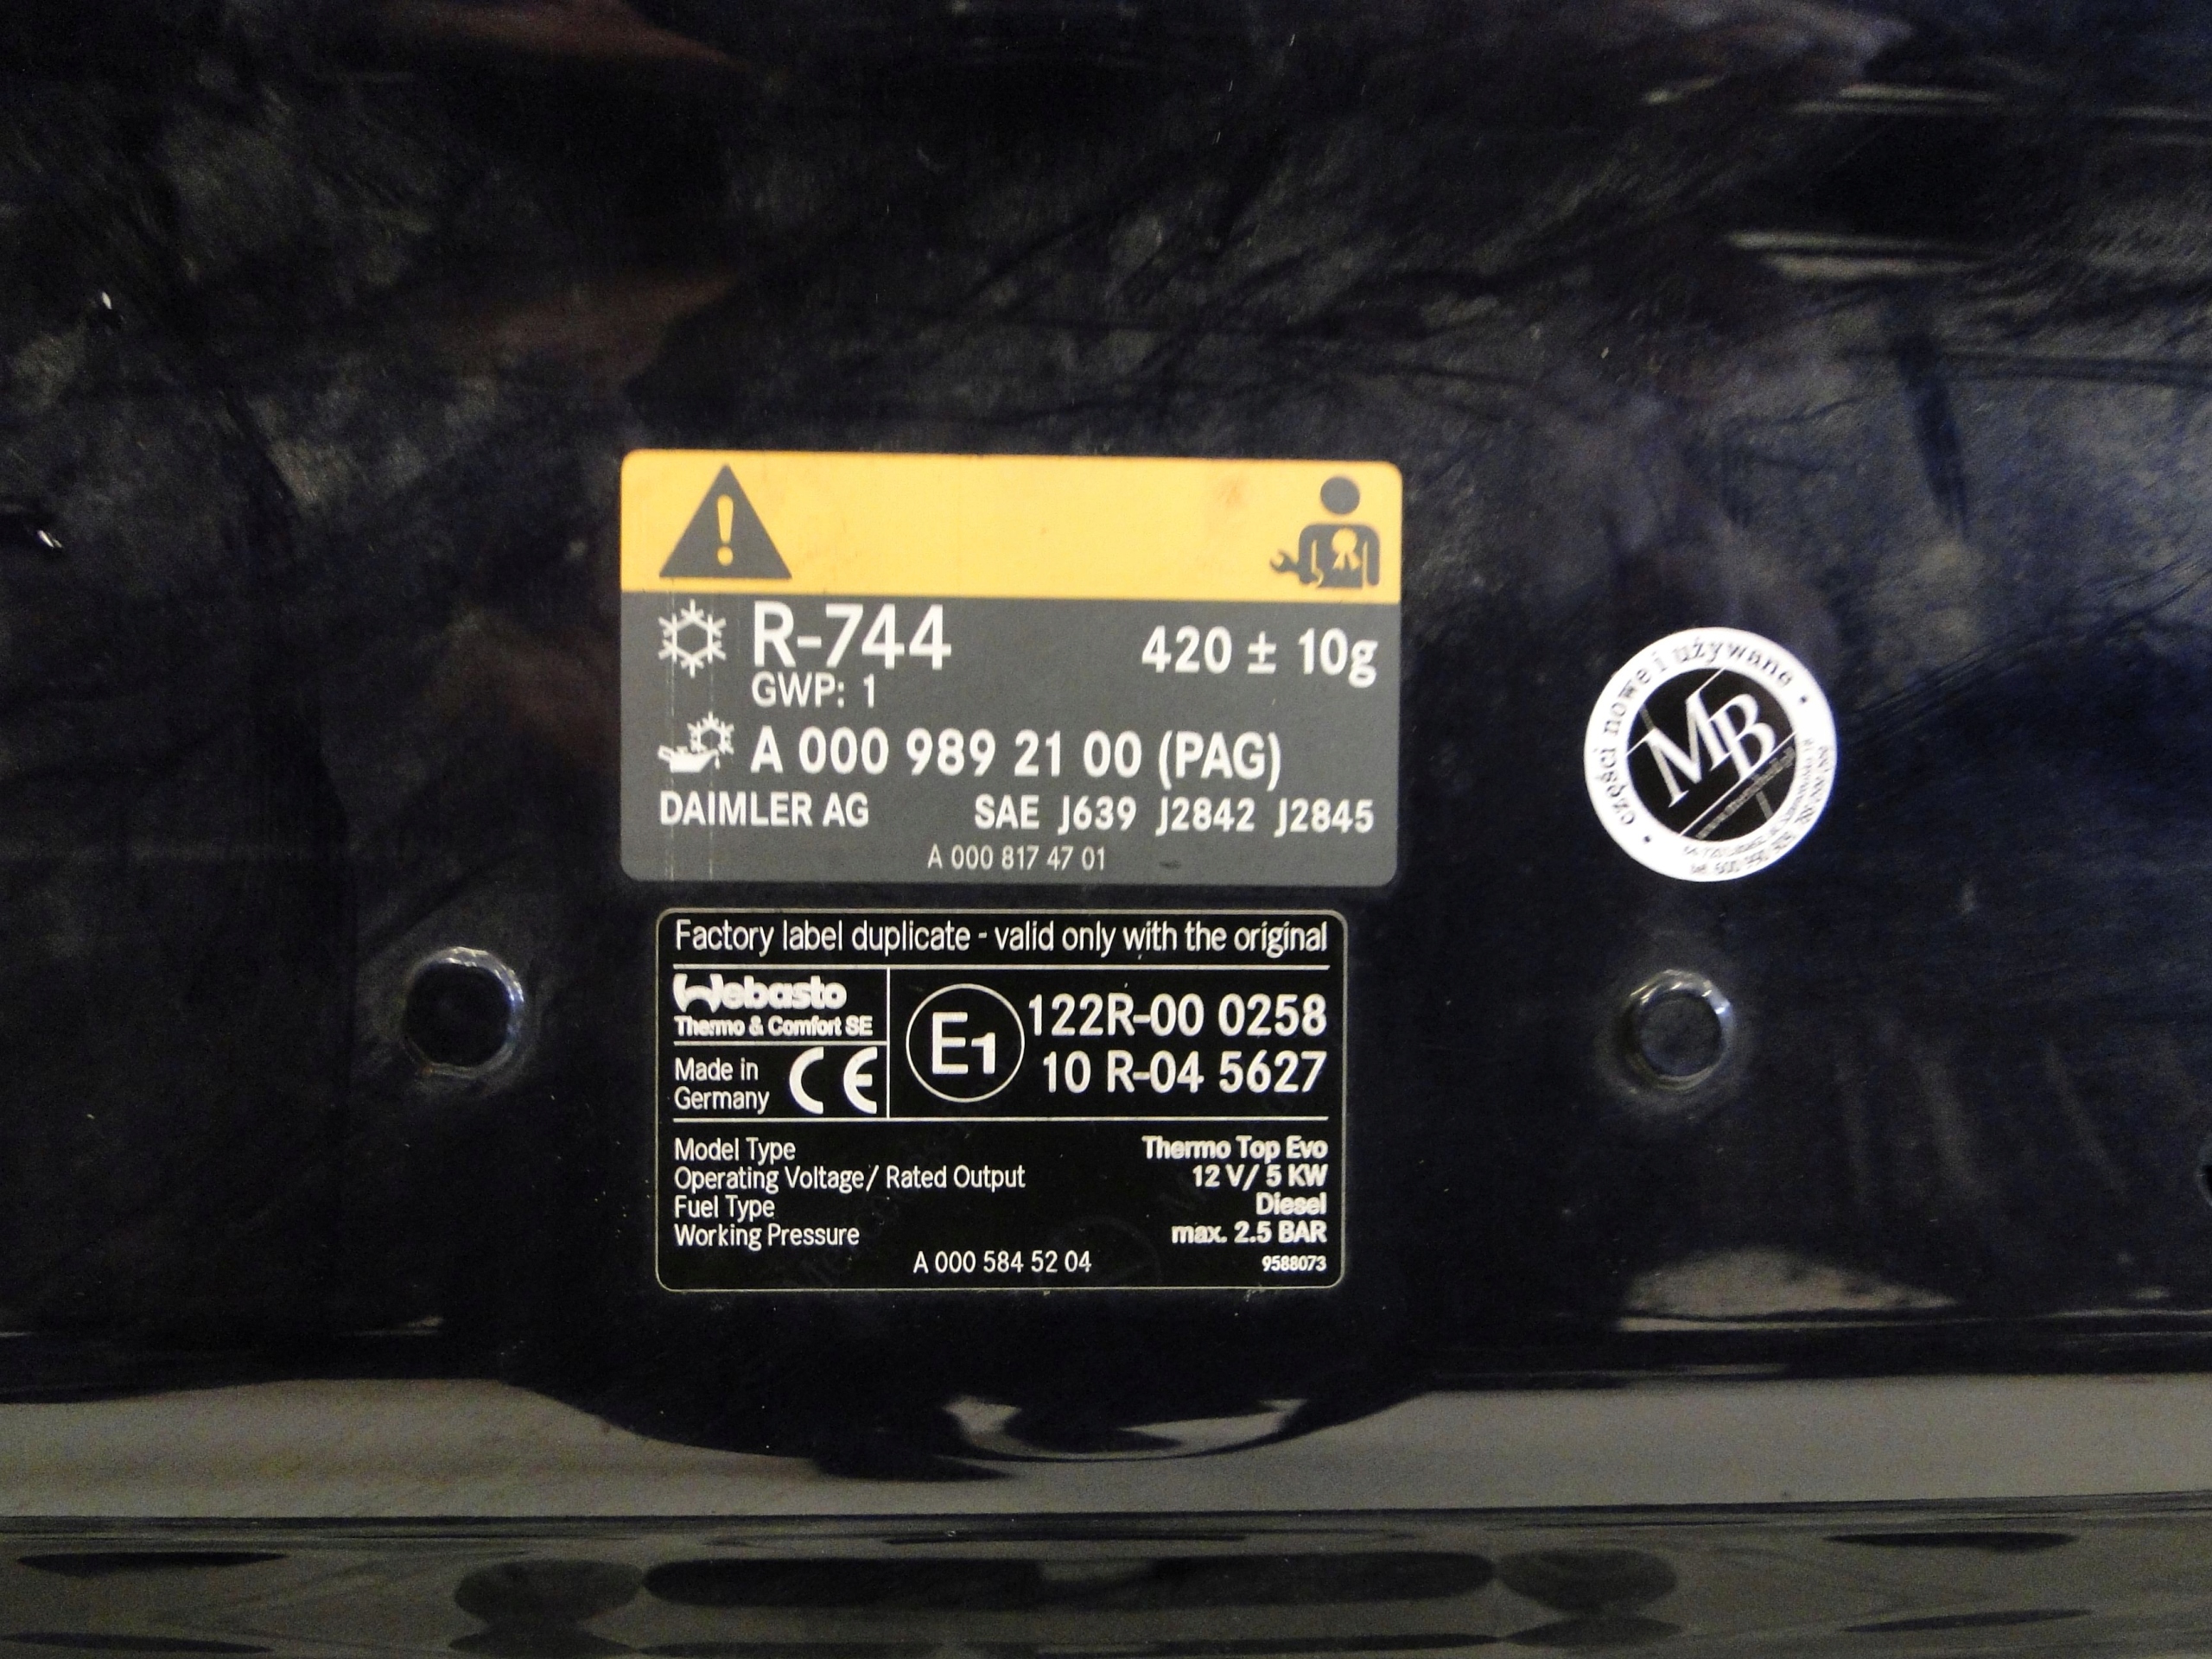 R-744 420 ± 10g
GWP: 1
A 000 989 21 00 (PAG)
DAIMLER AG SAE J639 J2842 J2845
A 000 817 47 01
Factory label duplicate - valid only with the original
Webasto
Thermo & Comfort SE
Made in
Germany
CE
E1
122R-00 0258
10 R-04 5627
Model Type Thermo Top Evo
Operating Voltage / Rated Output 12 V/ 5 KW
Fuel Type Diesel
Working Pressure max. 2.5 BAR
A 000 584 52 04 9588073
• części nowe i używane •
MB